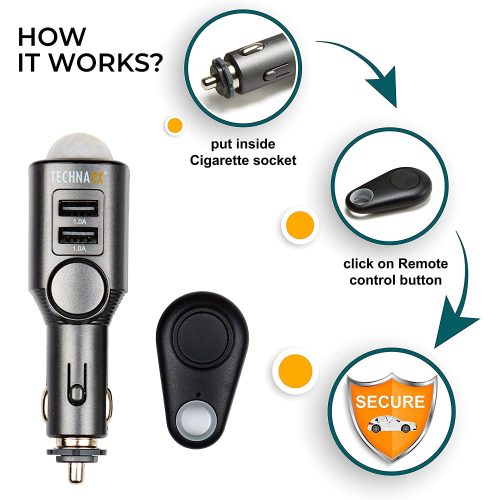 HOW
IT WORKS?
put inside
Cigarette socket
TECHNAXX
1.0A
1.0A
click on Remote
control button
SECURE